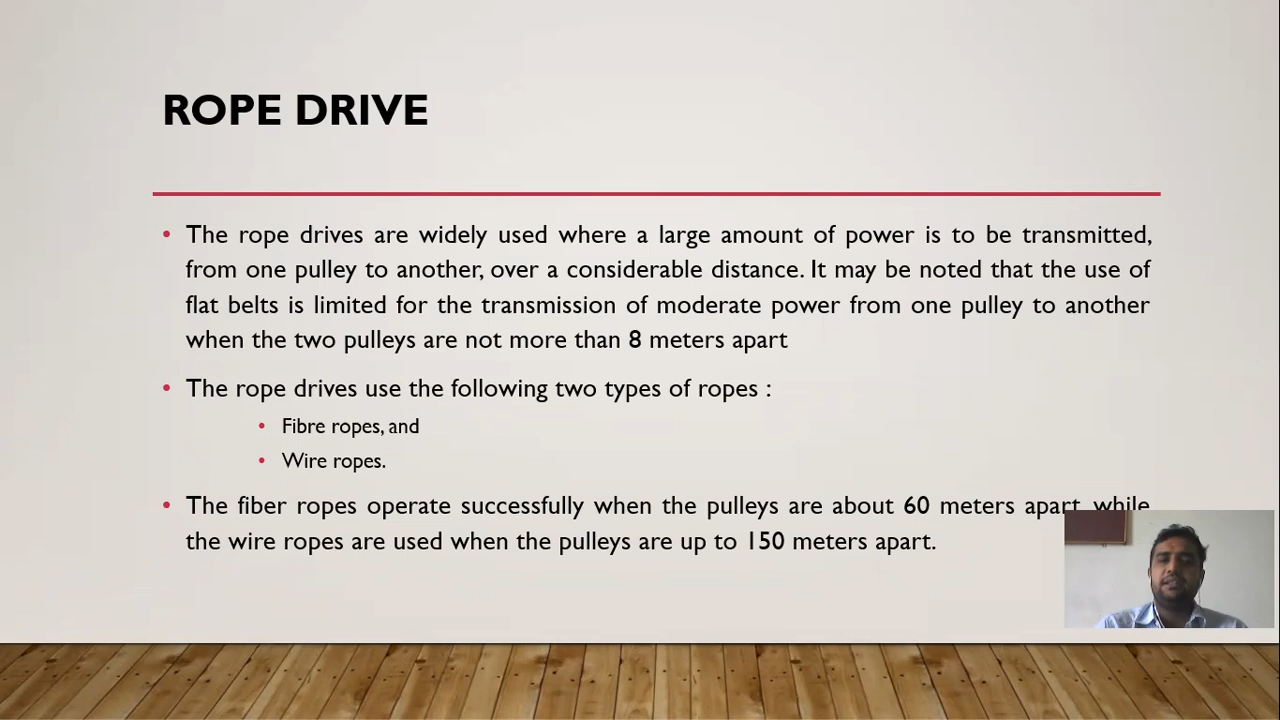 ROPE DRIVE
• The rope drives are widely used where a large amount of power is to be transmitted,
from one pulley to another, over a considerable distance. It may be noted that the use of
flat belts is limited for the transmission of moderate power from one pulley to another
when the two pulleys are not more than 8 meters apart
• The rope drives use the following two types of ropes :
• Fibre ropes, and
• Wire ropes.
• The fiber ropes operate successfully when the pulleys are about 60 meters apart, while
the wire ropes are used when the pulleys are up to 150 meters apart.